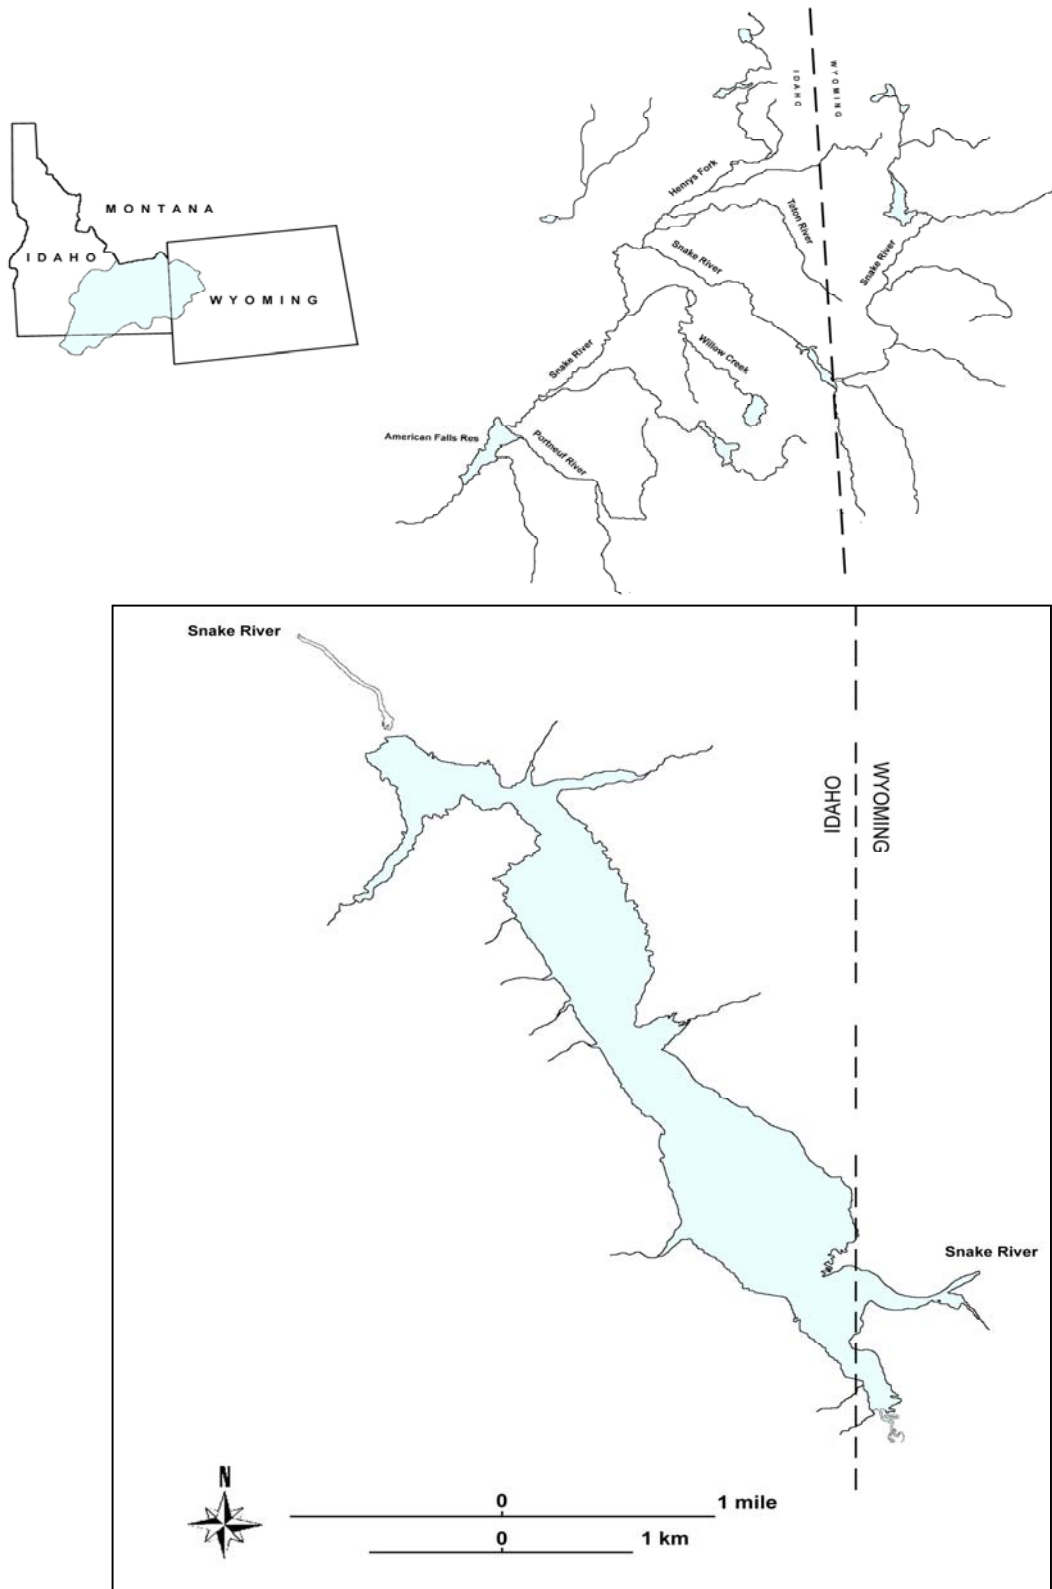 MONTANA
IDAHO
WYOMING
IDAHO
WYOMING
Henrys Fork
Teton River
Snake River
Snake River
Snake River
Willow Creek
American Falls Res
Portneuf River
Snake River
IDAHO
WYOMING
Snake River
N
0 1 mile
0 1 km